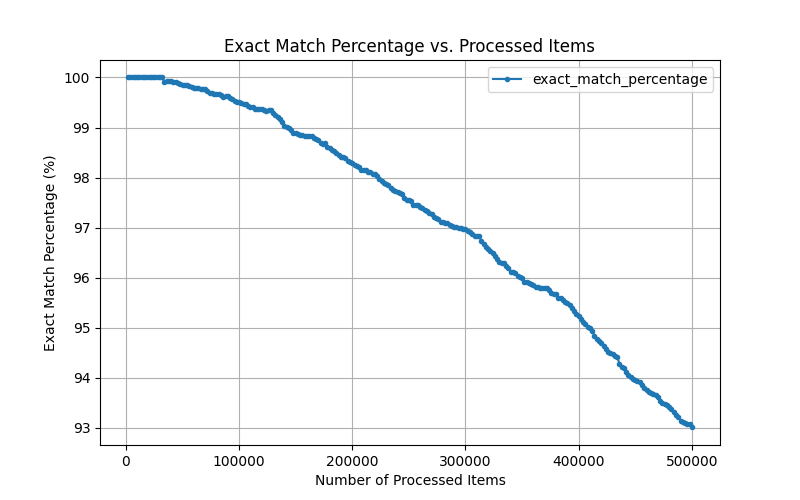 Exact Match Percentage vs. Processed Items
exact_match_percentage
100
99
98
97
96
95
94
93
Exact Match Percentage (%)
0 100000 200000 300000 400000 500000
Number of Processed Items